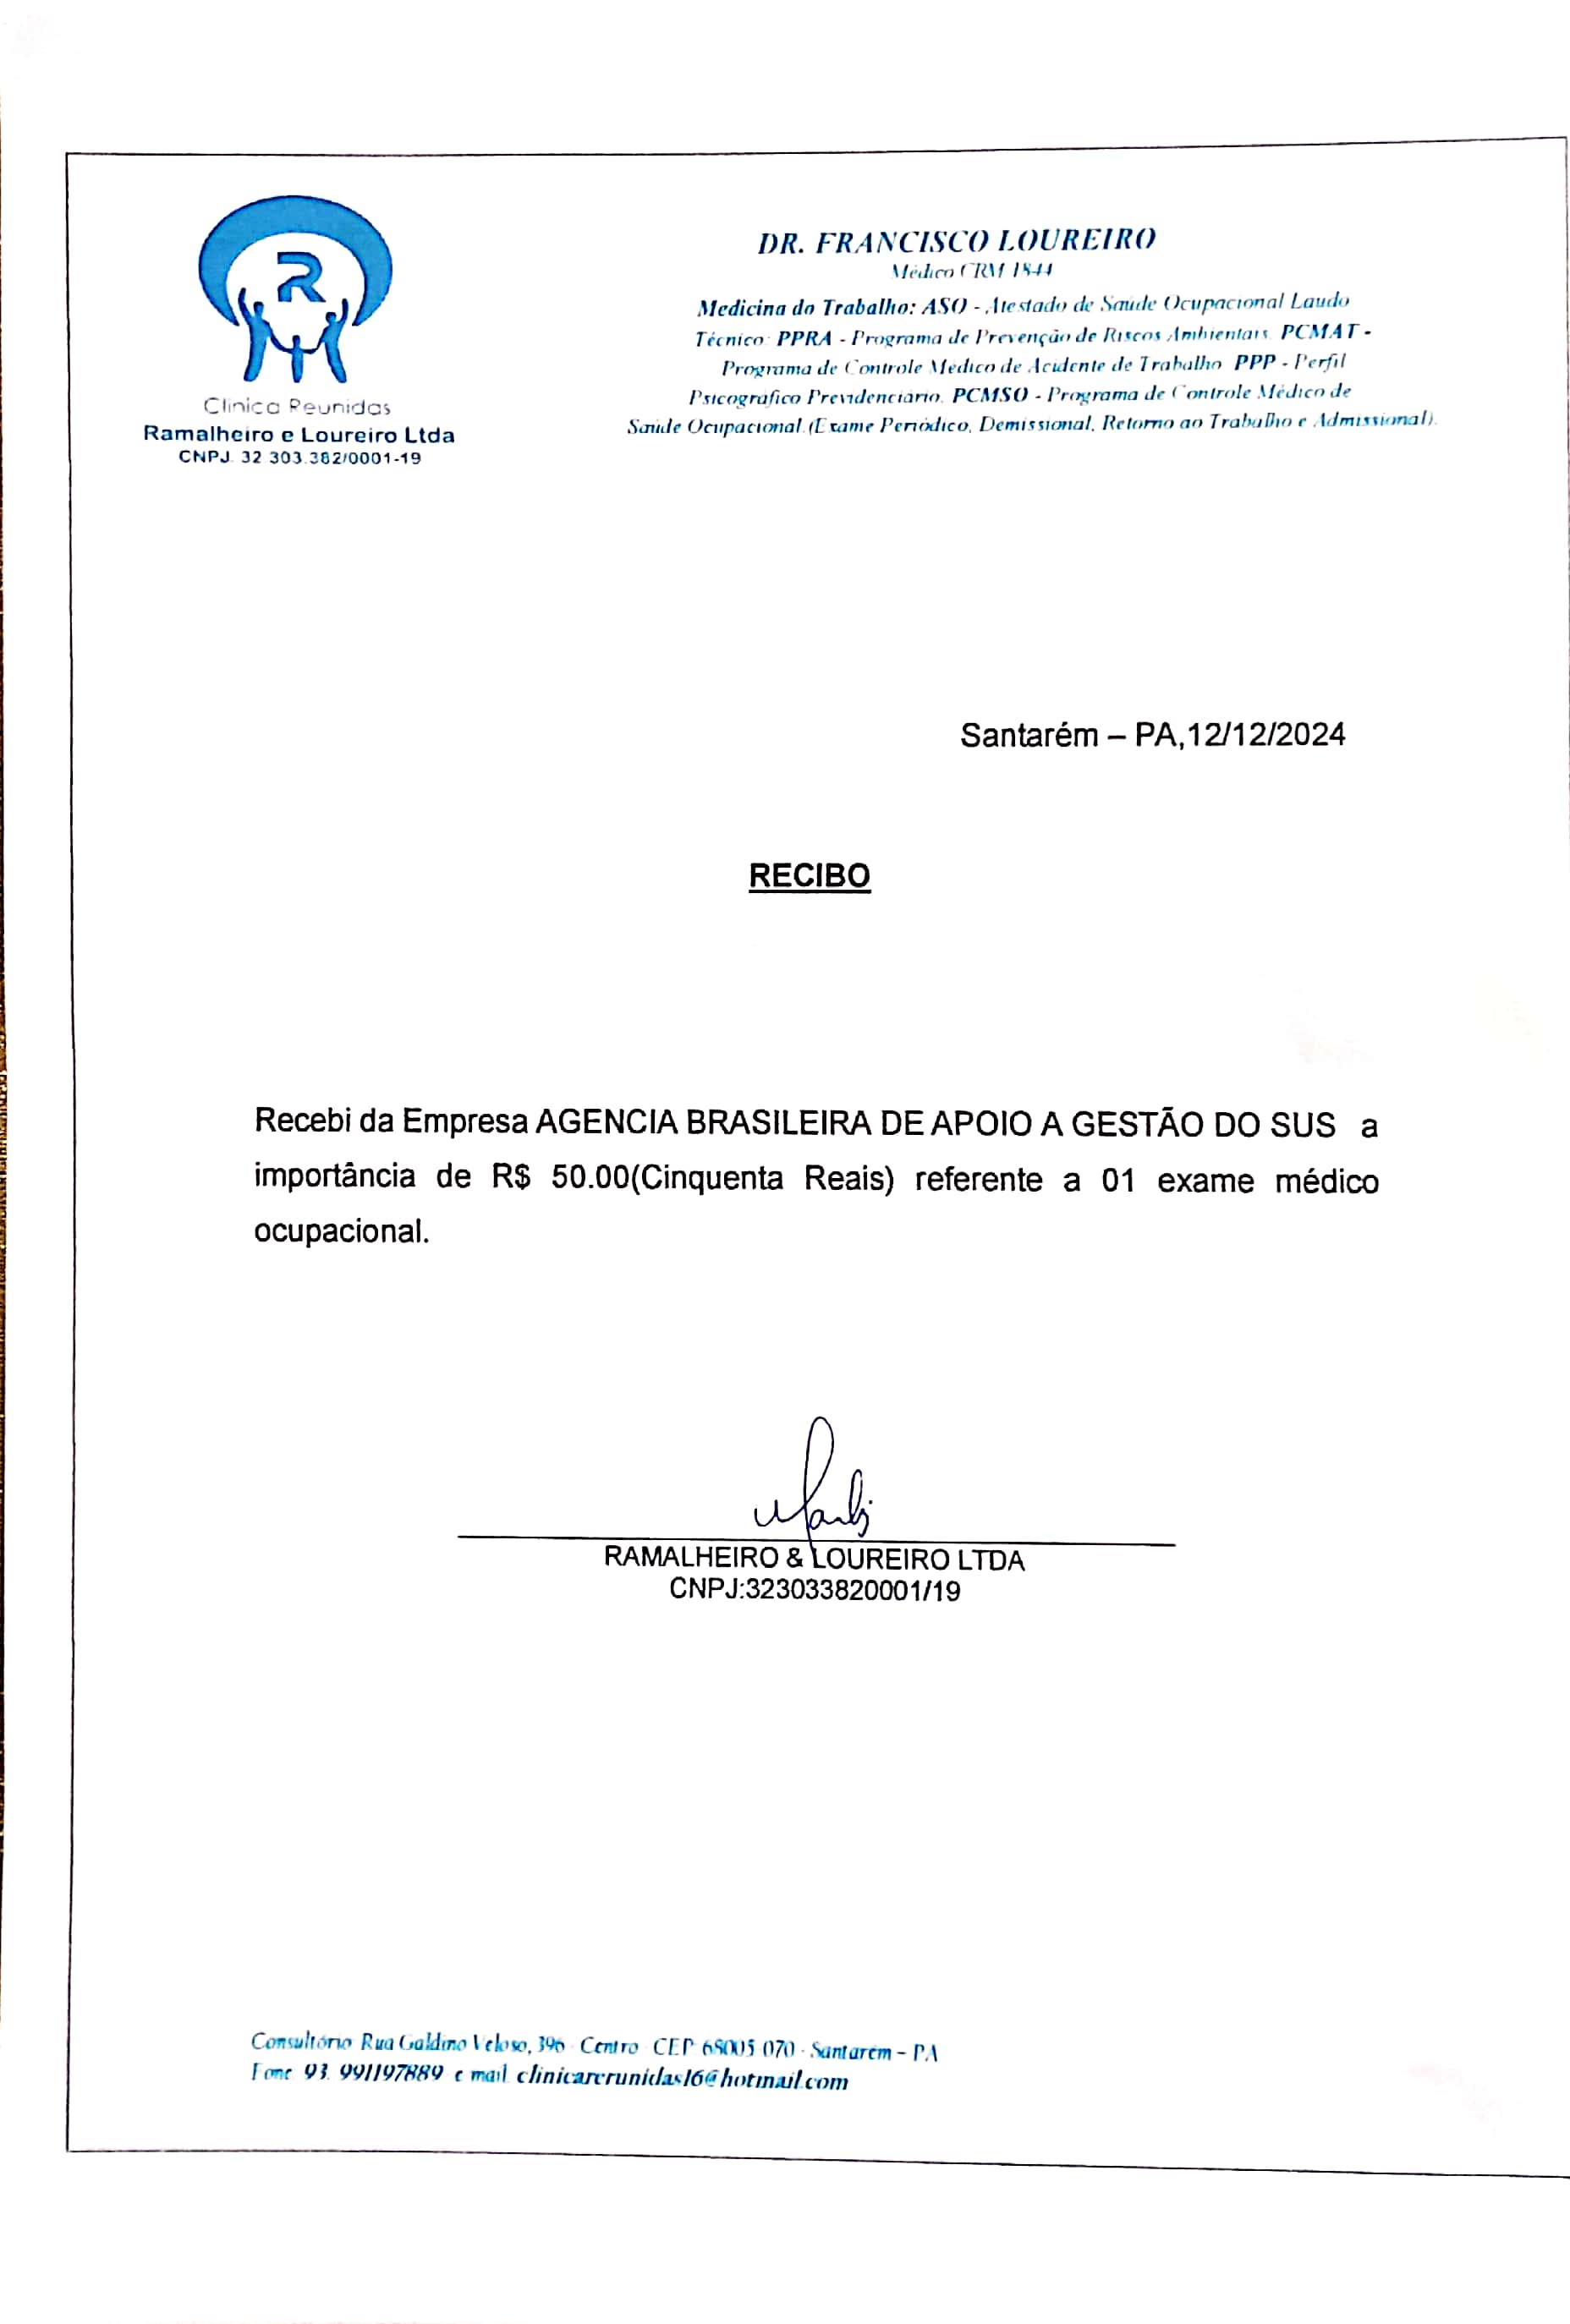 R
Clinica Reunidas
Ramalheiro e Loureiro Ltda
CNPJ. 32 303.382/0001-19
DR. FRANCISCO LOUREIRO
Médico CRM 1844
Medicina do Trabalho: ASO - Atestado de Saúde Ocupacional Laudo
Técnico: PPRA - Programa de Prevenção de Riscos Ambientais. PCMAT -
Programa de Controle Médico de Acidente de Trabalho. PPP - Perfil
Psicográfico Previdenciário. PCMSO - Programa de Controle Médico de
Saúde Ocupacional.(Exame Periódico, Demissional, Retorno ao Trabalho e Admissional).
Santarém – PA,12/12/2024
RECIBO
Recebi da Empresa AGENCIA BRASILEIRA DE APOIO A GESTÃO DO SUS a
importância de R$ 50.00(Cinquenta Reais) referente a 01 exame médico
ocupacional.
RAMALHEIRO & LOUREIRO LTDA
CNPJ:323033820001/19
Consultório Rua Galdino Veloso, 396 - Centro CEP 68005-070 - Santarém – PA
Fone 93. 991197889 e mail clinicarerunidas16@hotmail.com